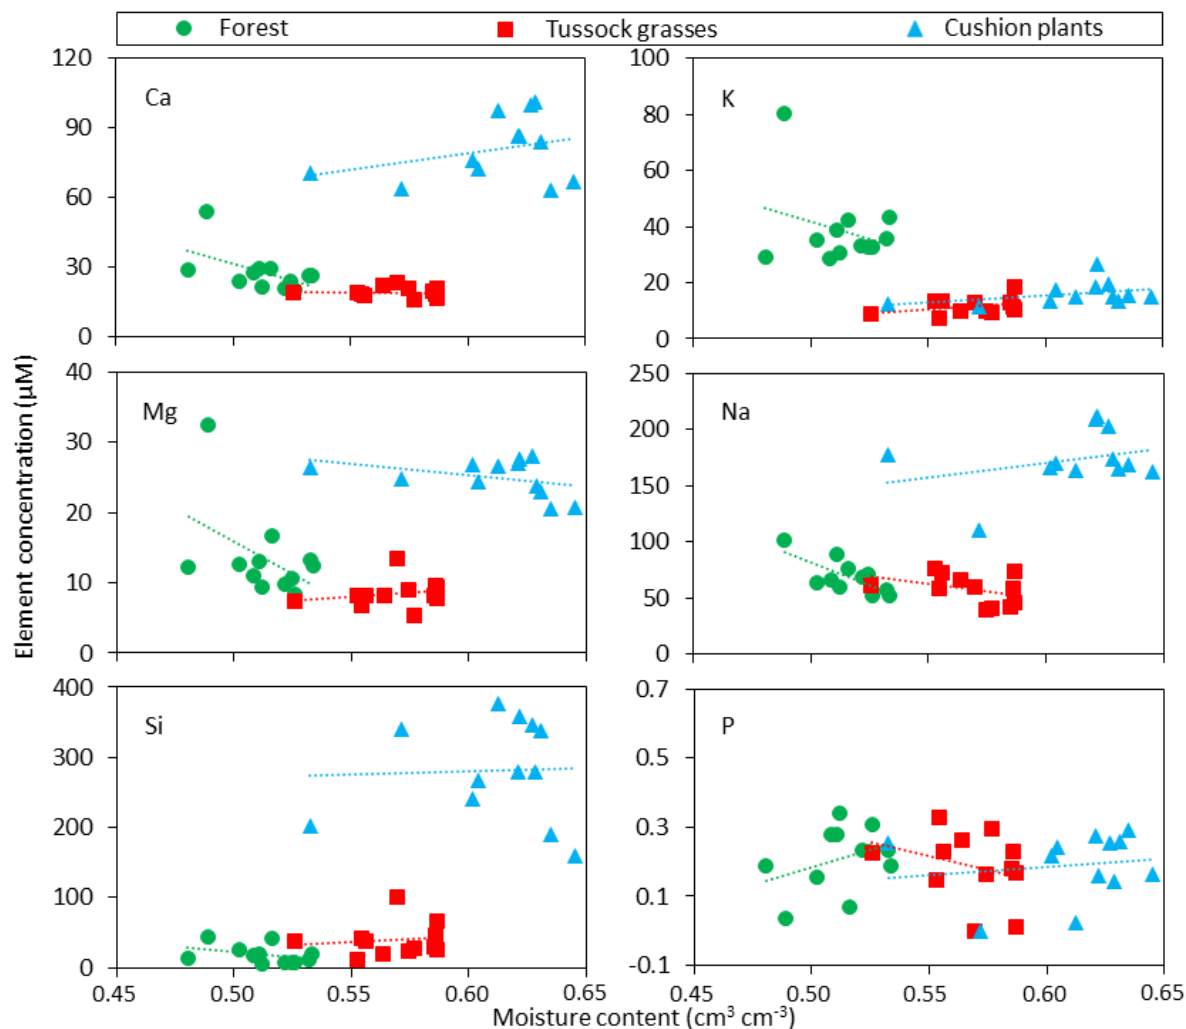 Forest Tussock grasses Cushion plants
120 100
Ca K
90 80
60
60 40
30 20
0 0
40 250
Mg Na
30 200
150
20 100
10 50
0 0
Element concentration (µM)
400 0.7
Si P
300 0.5
200 0.3
100 0.1
0 -0.1
0.45 0.50 0.55 0.60 0.65 0.45 0.50 0.55 0.60 0.65
Moisture content (cm³ cm⁻³)